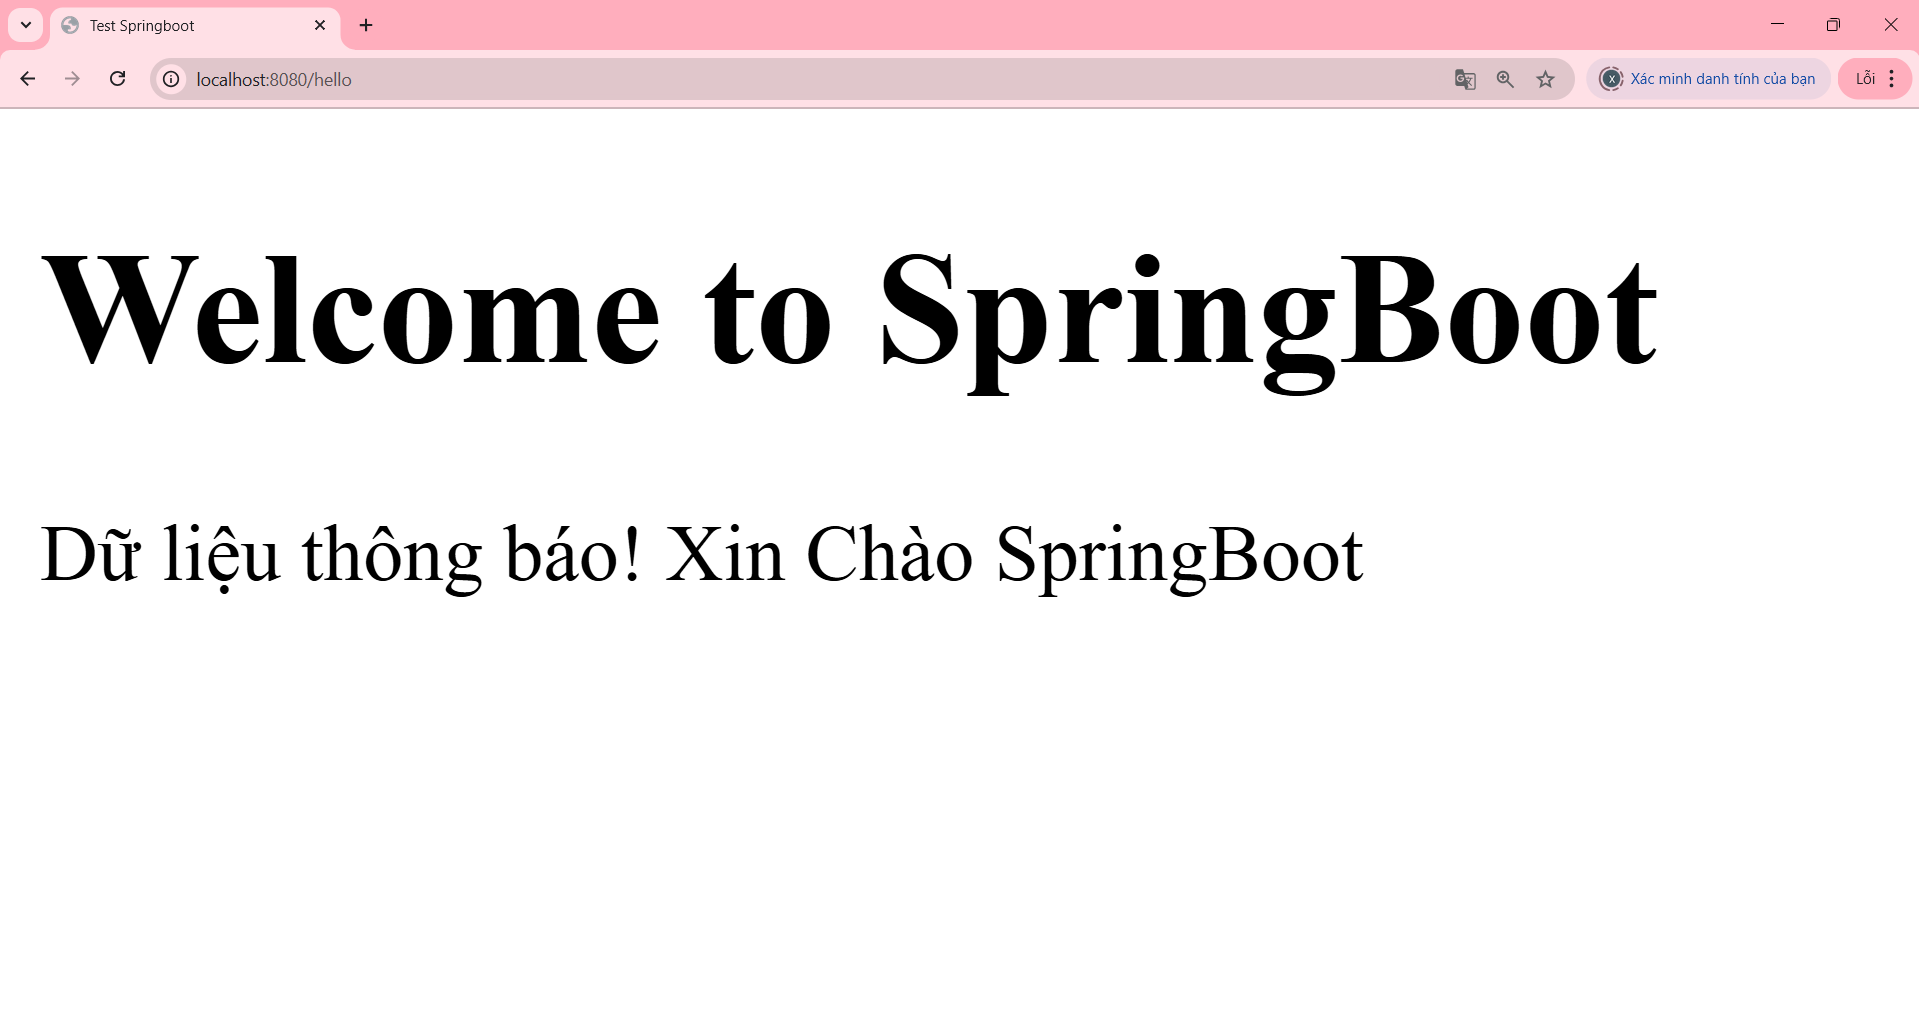 Test Springboot
localhost:8080/hello
Xác minh danh tính của bạn
Lỗi
Welcome to SpringBoot
Dữ liệu thông báo! Xin Chào SpringBoot